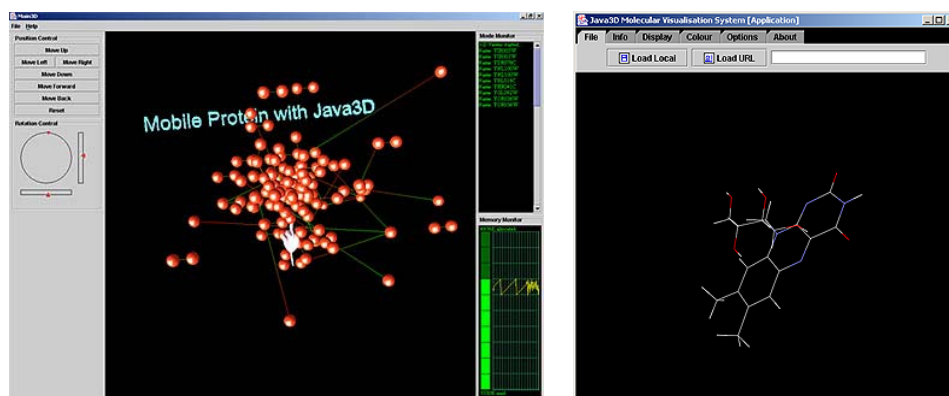 Main3D
File Help
Position Control
Move Up
Move Left Move Right
Move Down
Move Forward
Move Back
Reset
Rotation Control
Mobile Protein with Java3D
Mode Monitor
Memory Monitor
Java3D Molecular Visualisation System [Application]
File Info Display Colour Options About
Load Local Load URL